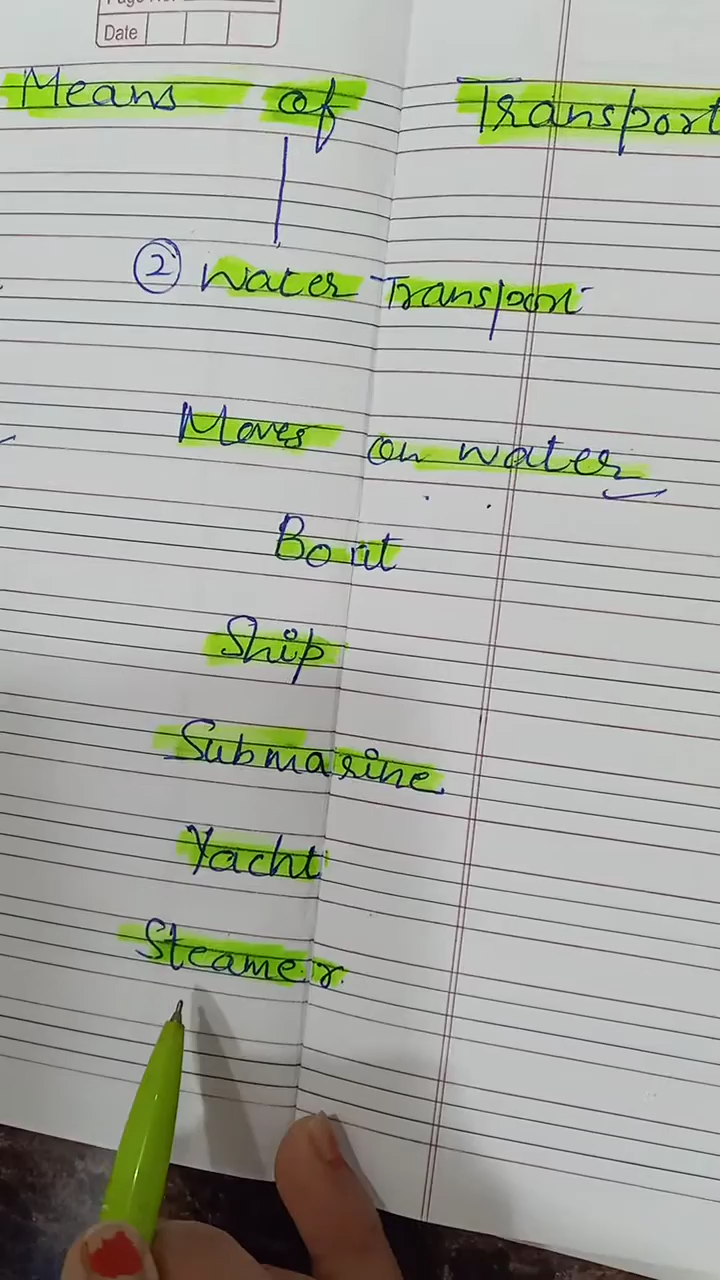 Date
Means of Transport
② Water Transport
Moves on water
Boat
Ship
Submarine
Yacht
Steamer